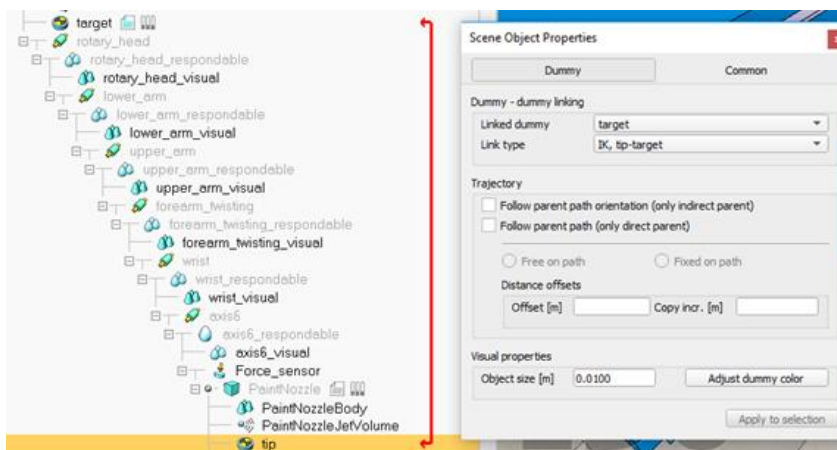 target
rotary_head
rotary_head_respondable
rotary_head_visual
lower_arm
lower_arm_respondable
lower_arm_visual
upper_arm
upper_arm_respondable
upper_arm_visual
forearm_twisting
forearm_twisting_respondable
forearm_twisting_visual
wrist
wrist_respondable
wrist_visual
axis6
axis6_respondable
axis6_visual
Force_sensor
PaintNozzle
PaintNozzleBody
PaintNozzleJetVolume
tip
Scene Object Properties
Dummy Common
Dummy - dummy linking
Linked dummy target
Link type IK, tip-target
Trajectory
Follow parent path orientation (only indirect parent)
Follow parent path (only direct parent)
Free on path Fixed on path
Distance offsets
Offset [m] Copy incr. [m]
Visual properties
Object size [m] 0.0100 Adjust dummy color
Apply to selection